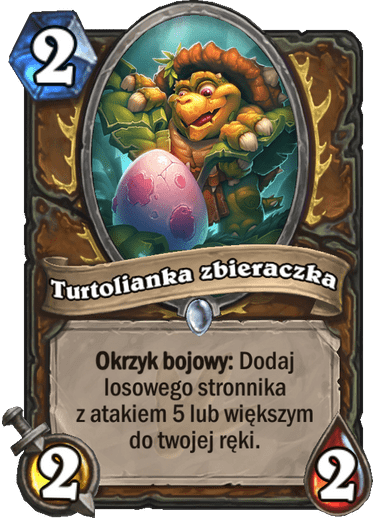 2
Turtolianka zbieraczka
Okrzyk bojowy: Dodaj
losowego stronnika
z atakiem 5 lub większym
do twojej ręki.
2
2